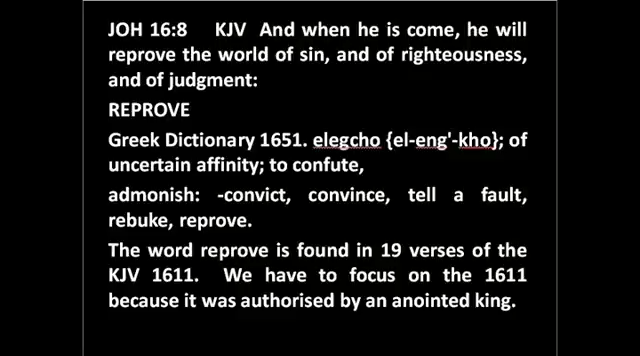 JOH 16:8 KJV And when he is come, he will
reprove the world of sin, and of righteousness,
and of judgment:
REPROVE
Greek Dictionary 1651. elegcho {el-eng'-kho}; of
uncertain affinity; to confute,
admonish: -convict, convince, tell a fault,
rebuke, reprove.
The word reprove is found in 19 verses of the
KJV 1611. We have to focus on the 1611
because it was authorised by an anointed king.